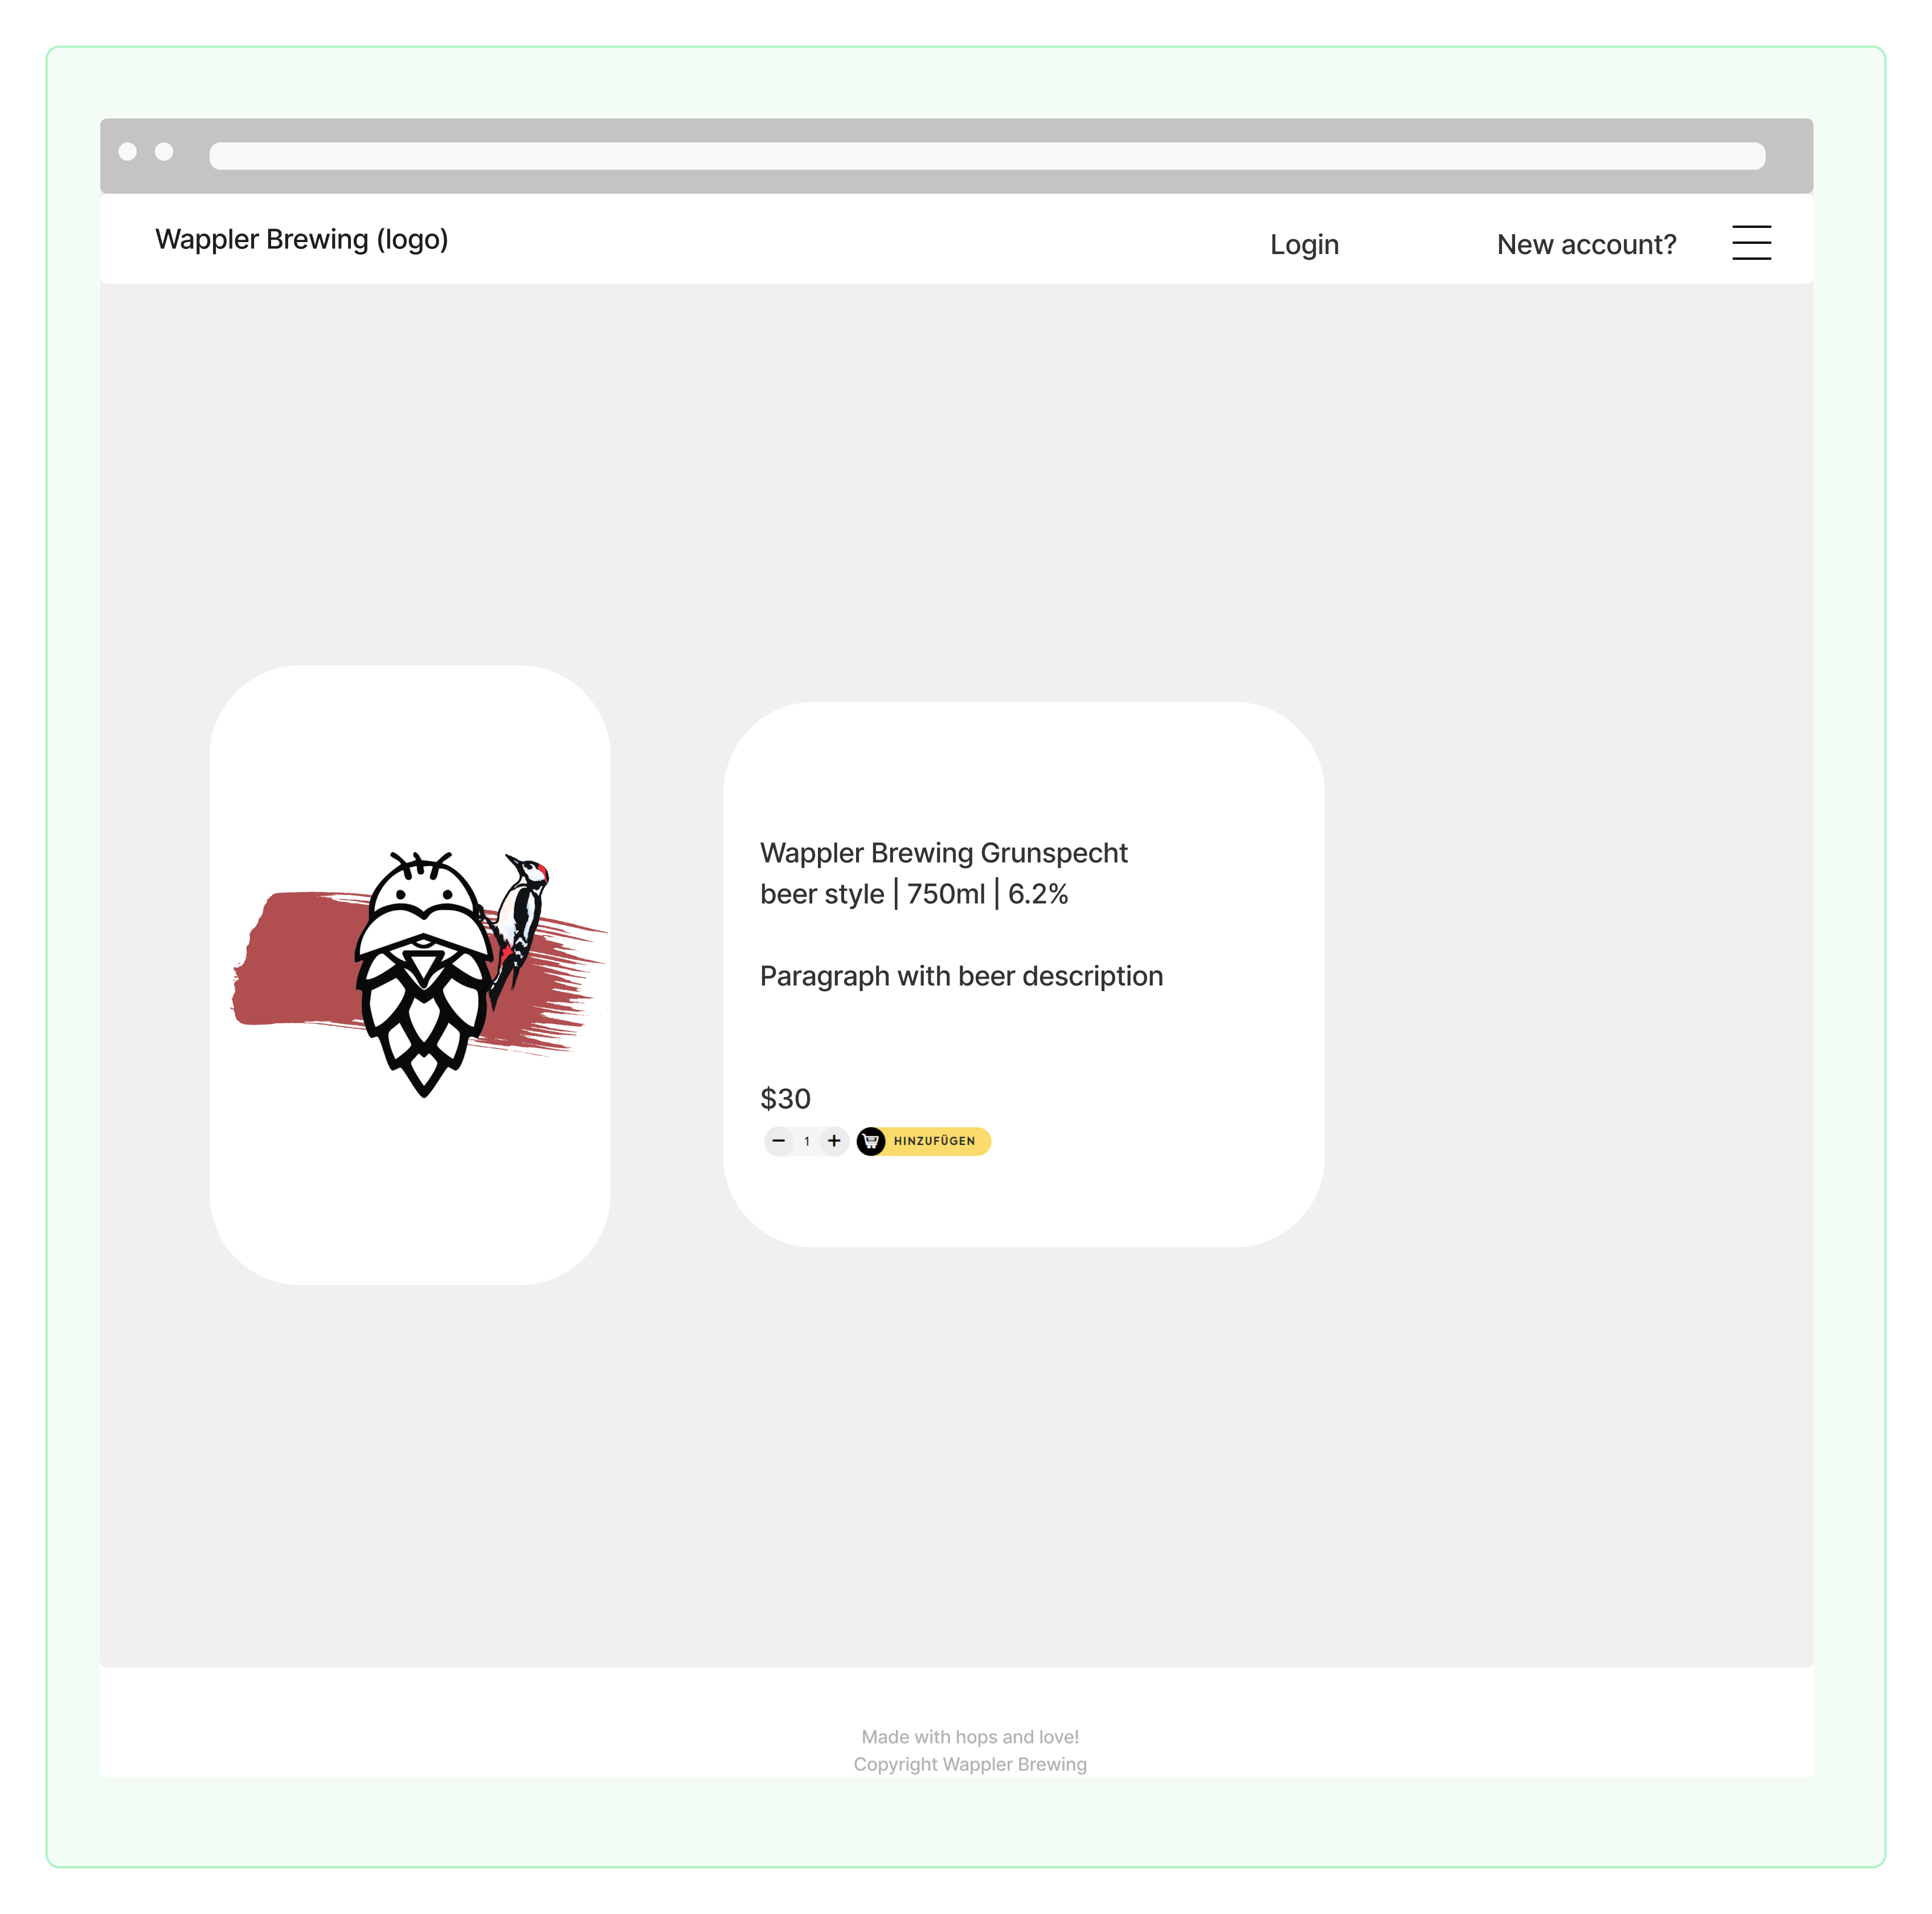 Wappler Brewing (logo)
Login
New account?
Wappler Brewing Grunspecht
beer style | 750ml | 6.2%
Paragraph with beer description
$30
− 1 + HINZUFÜGEN
Made with hops and love!
Copyright Wappler Brewing